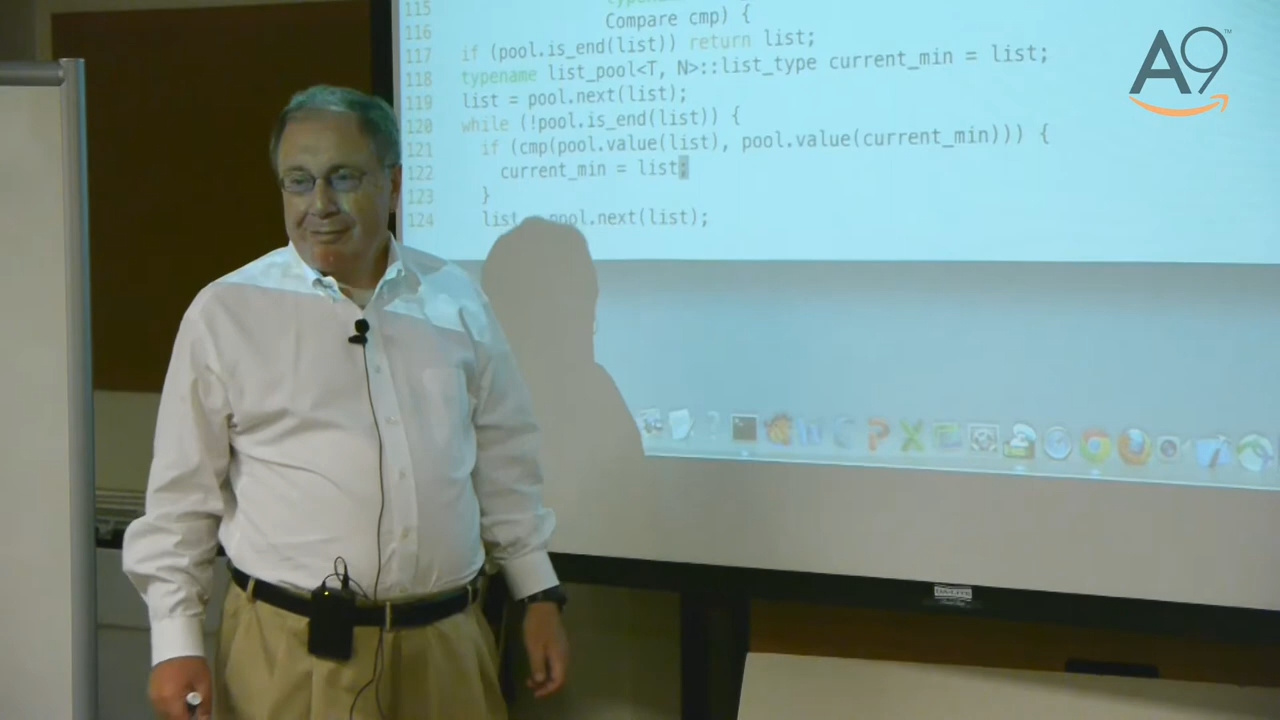 115
116 Compare cmp) {
117 if (pool.is_end(list)) return list;
118 typename list_pool<T, N>::list_type current_min = list;
119 list = pool.next(list);
120 while (!pool.is_end(list)) {
121 if (cmp(pool.value(list), pool.value(current_min))) {
122 current_min = list;
123 }
124 list pool.next(list);
A9™